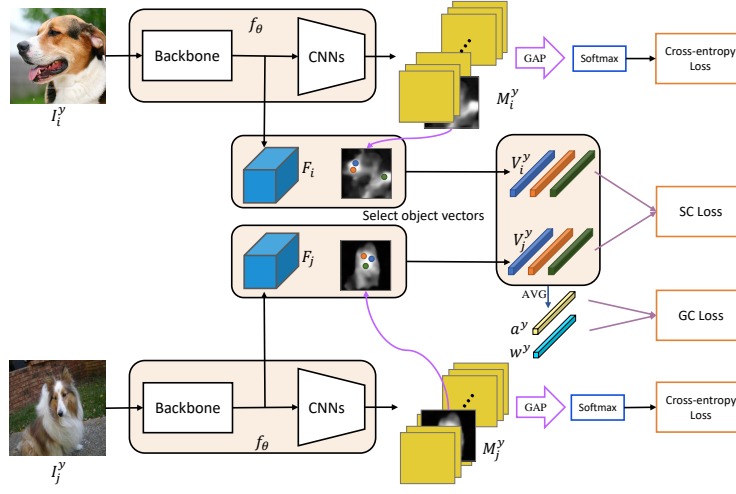 f_θ
Backbone
CNNs
I_i^y
M_i^y
GAP
Softmax
Cross-entropy
Loss
F_i
V_i^y
Select object vectors
SC Loss
F_j
V_j^y
AVG
a^y
w^y
GC Loss
Backbone
CNNs
f_θ
I_j^y
M_j^y
GAP
Softmax
Cross-entropy
Loss